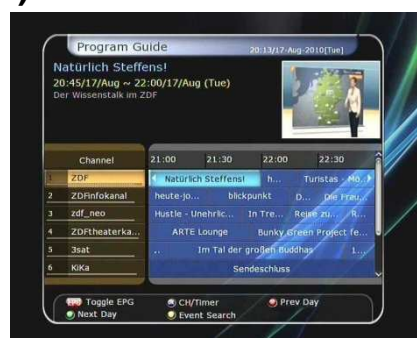 Program Guide
20:13/17-Aug-2010[Tue]
Natürlich Steffens!
20:45/17/Aug ~ 22:00/17/Aug (Tue)
Der Wissenstalk im ZDF
Channel 21:00 21:30 22:00 22:30
1 ZDF Natürlich Steffens! h... Turistas - Mo..
2 ZDFinfokanal heute-jo... blickpunkt D... Die Frau...
3 zdf_neo Hustle - Unehrlic... In Tre... Reise zu... R...
4 ZDFtheaterka... ARTE Lounge Bunky Green Project fe...
5 3sat .. Im Tal der großen Buddhas 1...
6 KiKa Sendeschluss
Toggle EPG CH/Timer Prev Day
Next Day Event Search